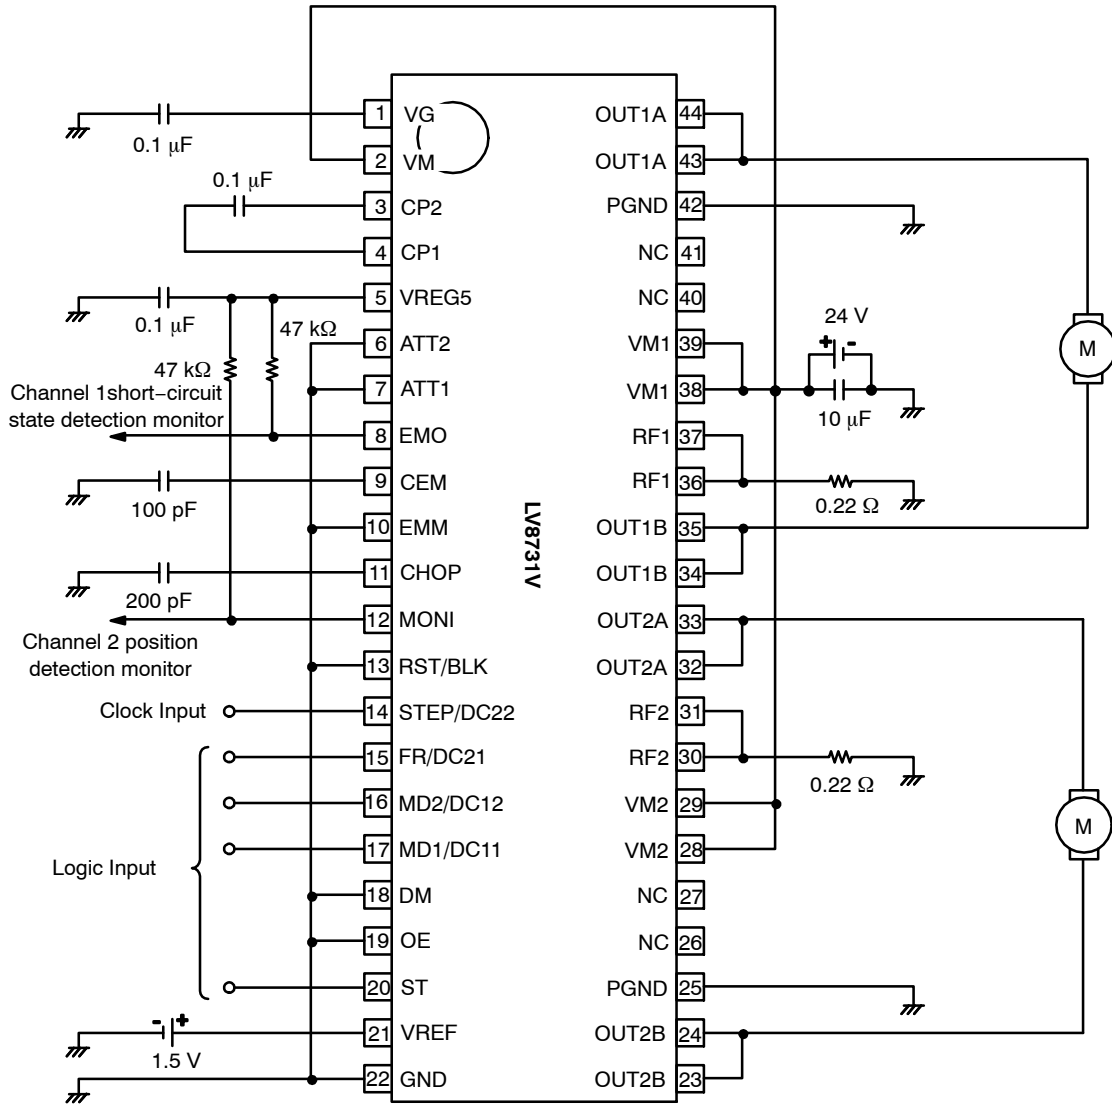 1 VG
0.1 μF
2 VM
0.1 μF
3 CP2
4 CP1
5 VREG5
0.1 μF
47 kΩ
47 kΩ
6 ATT2
7 ATT1
Channel 1short−circuit
state detection monitor
8 EMO
9 CEM
100 pF
10 EMM
11 CHOP
200 pF
12 MONI
Channel 2 position
detection monitor
13 RST/BLK
Clock Input
14 STEP/DC22
15 FR/DC21
16 MD2/DC12
17 MD1/DC11
Logic Input
18 DM
19 OE
20 ST
- +
1.5 V
21 VREF
22 GND
LV8731V
OUT1A 44
OUT1A 43
PGND 42
NC 41
NC 40
24 V
+ -
VM1 39
VM1 38
10 μF
M
RF1 37
RF1 36
0.22 Ω
OUT1B 35
OUT1B 34
OUT2A 33
OUT2A 32
RF2 31
RF2 30
0.22 Ω
VM2 29
VM2 28
M
NC 27
NC 26
PGND 25
OUT2B 24
OUT2B 23